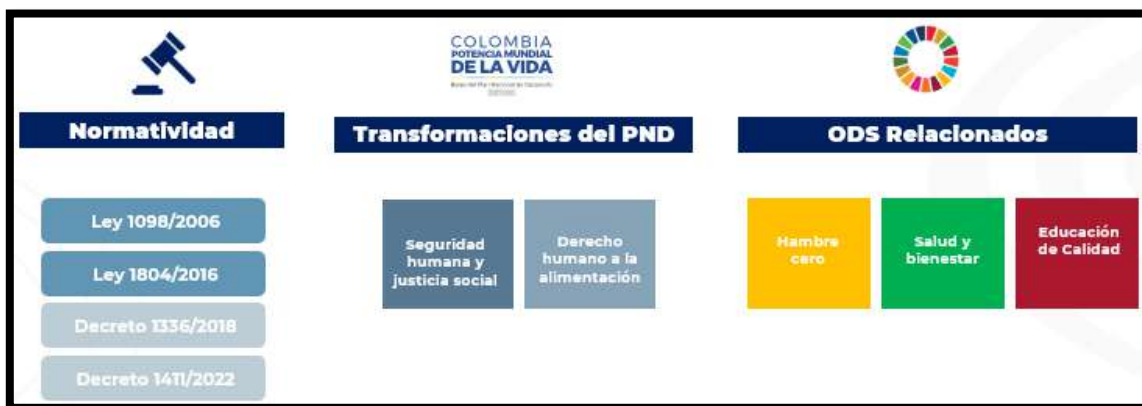 COLOMBIA
POTENCIA MUNDIAL
DE LA VIDA
Normatividad
Ley 1098/2006
Ley 1804/2016
Decreto 1336/2018
Decreto 1411/2022
Transformaciones del PND
Seguridad
humana y
justicia social
Derecho
humano a la
alimentación
ODS Relacionados
Hambre
cero
Salud y
bienestar
Educación
de Calidad